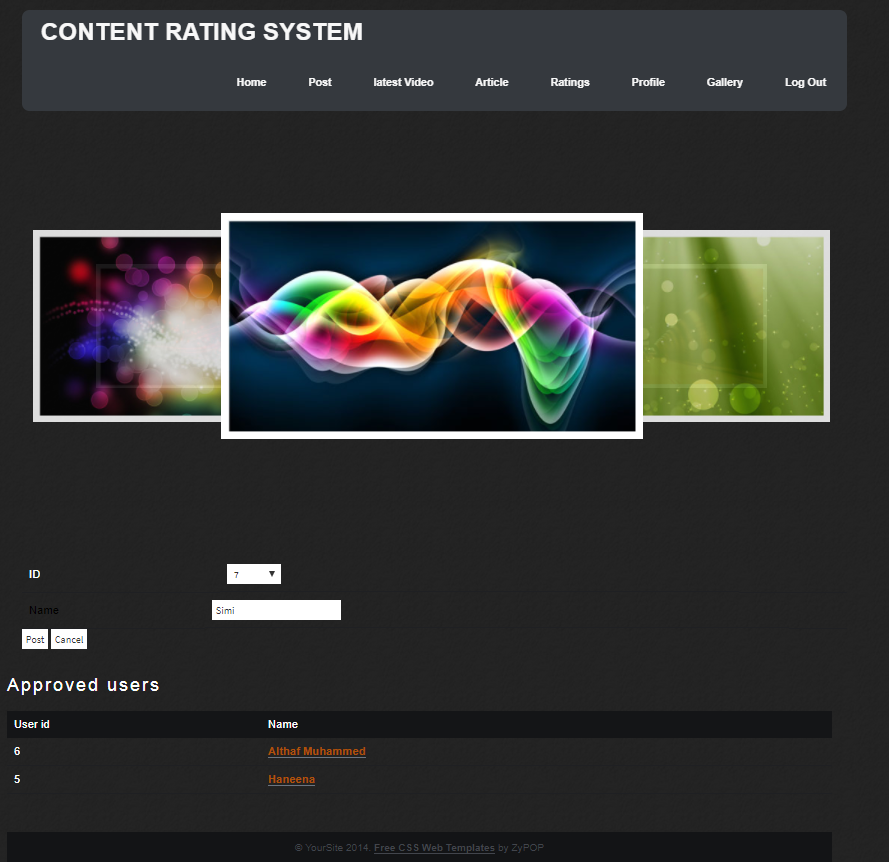 CONTENT RATING SYSTEM
Home Post latest Video Article Ratings Profile Gallery Log Out
ID 7
Name Simi
Post Cancel
Approved users
User id Name
6 Althaf Muhammed
5 Haneena
© YourSite 2014. Free CSS Web Templates by ZyPOP